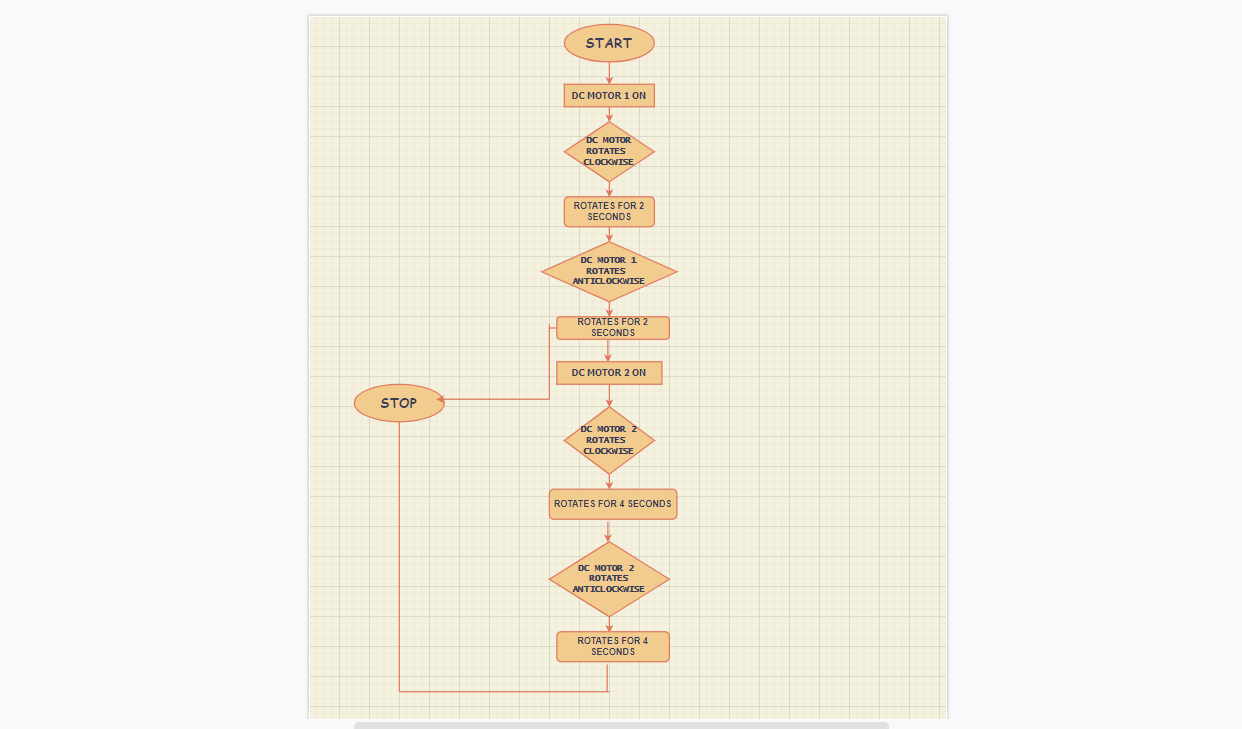 START
DC MOTOR 1 ON
DC MOTOR
ROTATES
CLOCKWISE
ROTATES FOR 2
SECONDS
DC MOTOR 1
ROTATES
ANTICLOCKWISE
ROTATES FOR 2
SECONDS
DC MOTOR 2 ON
STOP
DC MOTOR 2
ROTATES
CLOCKWISE
ROTATES FOR 4 SECONDS
DC MOTOR 2
ROTATES
ANTICLOCKWISE
ROTATES FOR 4
SECONDS